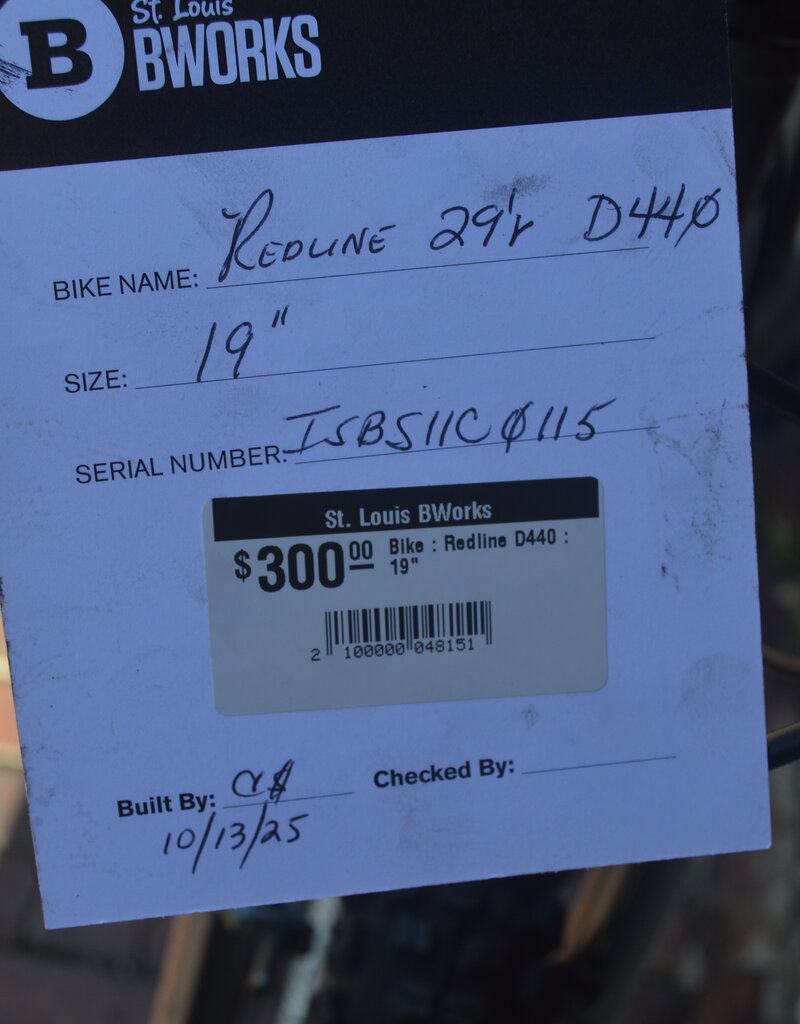 B
St. Louis
BWORKS
BIKE NAME: REDLINE 29'r D440
SIZE: 19"
SERIAL NUMBER: ISBS11C0115
St. Louis BWorks
$300.00 Bike : Redline D440 :
19"
2 100000 048151
Built By: Checked By:
10/13/25